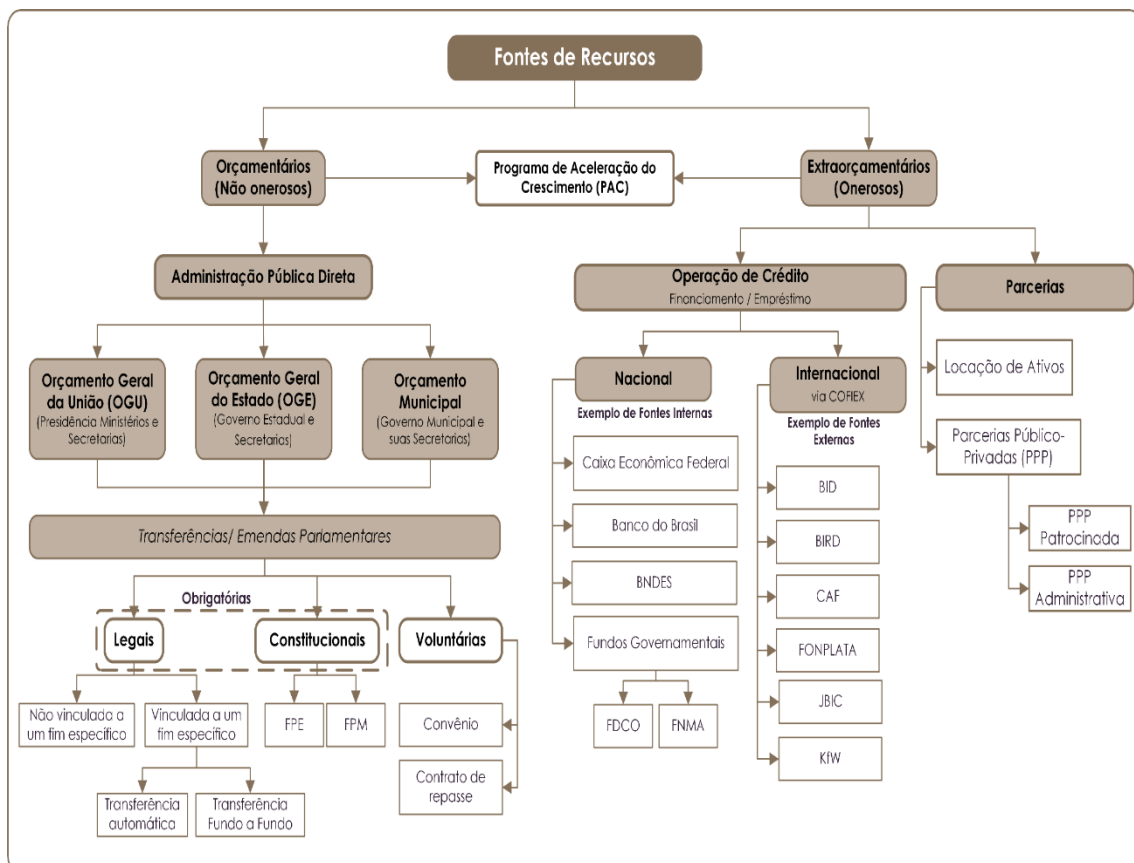 Fontes de Recursos
Orçamentários
(Não onerosos)
Programa de Aceleração do
Crescimento (PAC)
Extraorçamentários
(Onerosos)
Administração Pública Direta
Operação de Crédito
Financiamento / Empréstimo
Parcerias
Orçamento Geral
da União (OGU)
(Presidência Ministérios e
Secretarias)
Orçamento Geral
do Estado (OGE)
(Governo Estadual e
Secretarias)
Orçamento
Municipal
(Governo Municipal e
suas Secretarias)
Nacional
Exemplo de Fontes Internas
Internacional
via COFIEX
Exemplo de Fontes
Externas
Locação de Ativos
Parcerias Público-
Privadas (PPP)
PPP
Patrocinada
PPP
Administrativa
Caixa Econômica Federal
Banco do Brasil
BNDES
Fundos Governamentais
FDCO
FNMA
BID
BIRD
CAF
FONPLATA
JBIC
KfW
Transferências/ Emendas Parlamentares
Obrigatórias
Legais
Constitucionais
Voluntárias
Não vinculada a
um fim específico
Vinculada a um
fim específico
FPE
FPM
Convênio
Contrato de
repasse
Transferência
automática
Transferência
Fundo a Fundo